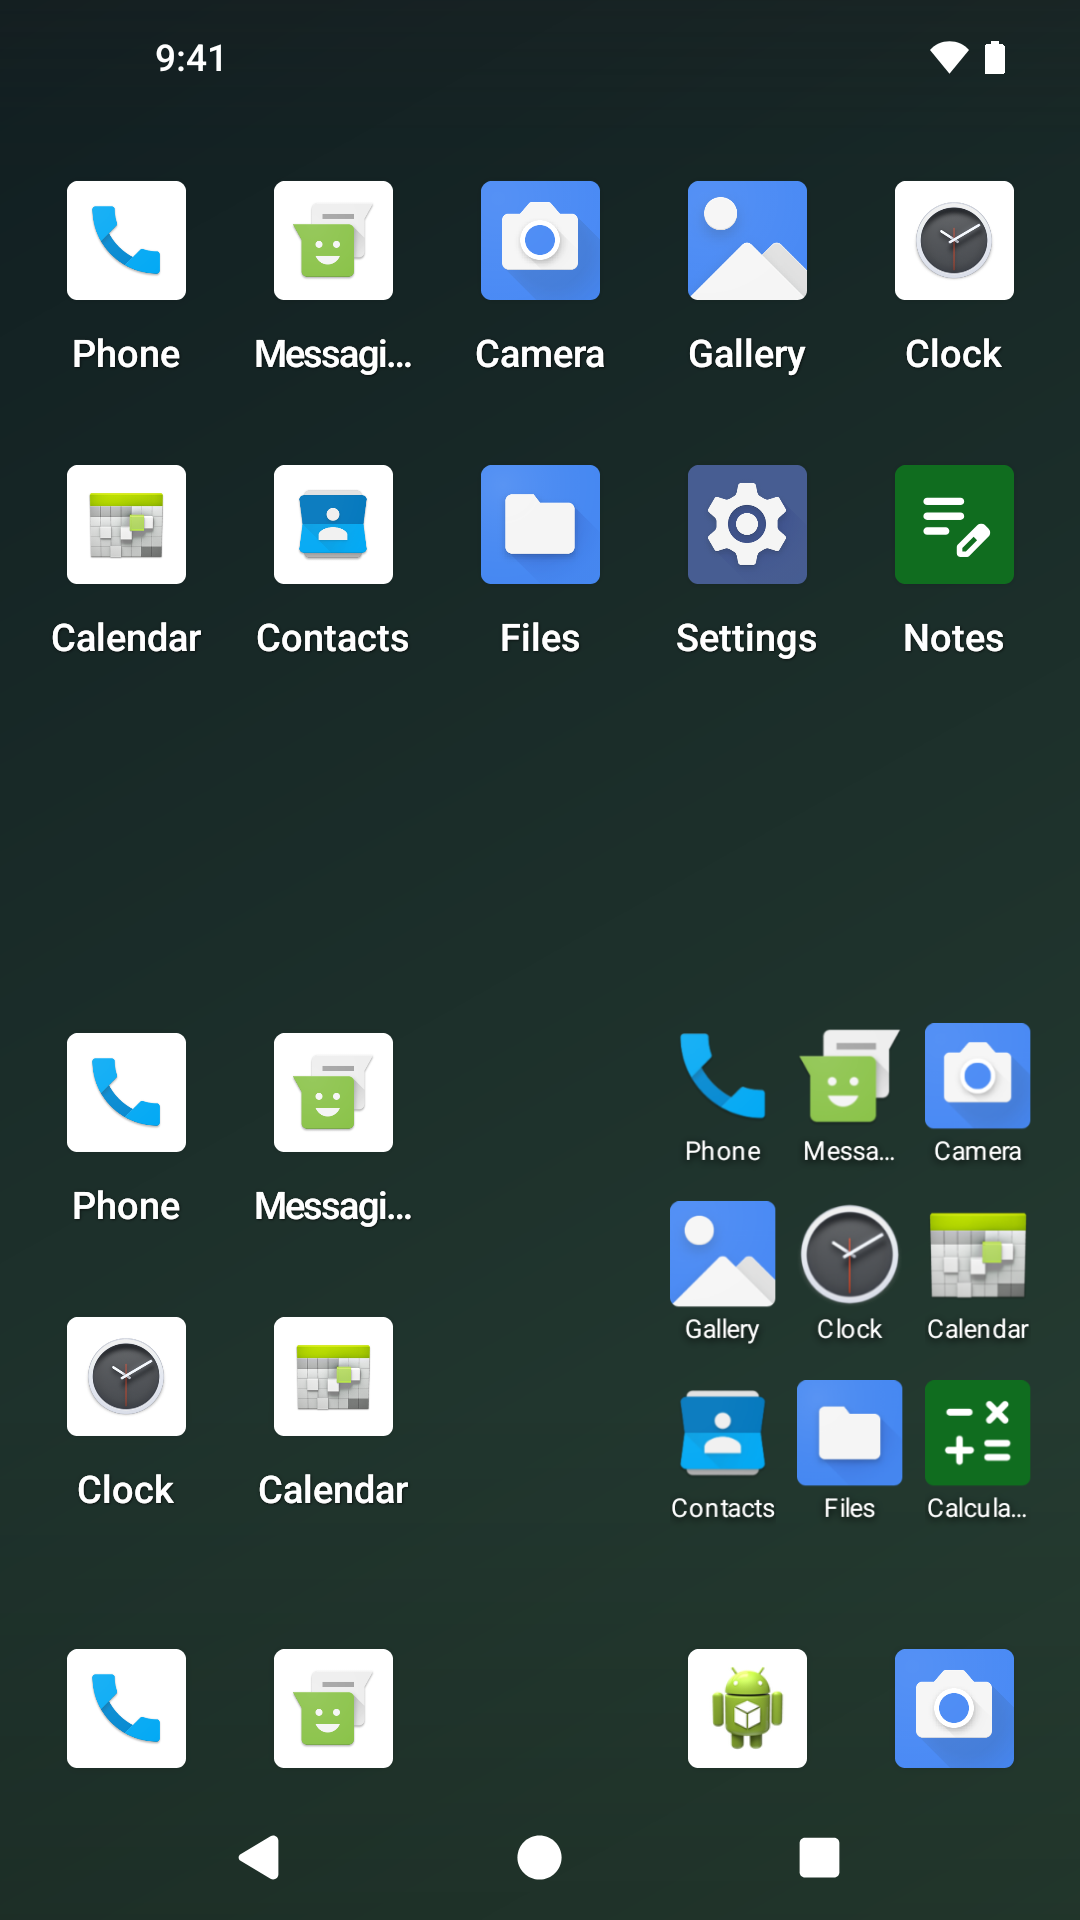 9:41
Phone Messagi... Camera Gallery Clock
Calendar Contacts Files Settings Notes
Phone Messagi...
Phone Messa... Camera
Gallery Clock Calendar
Clock Calendar
Contacts Files Calcula...